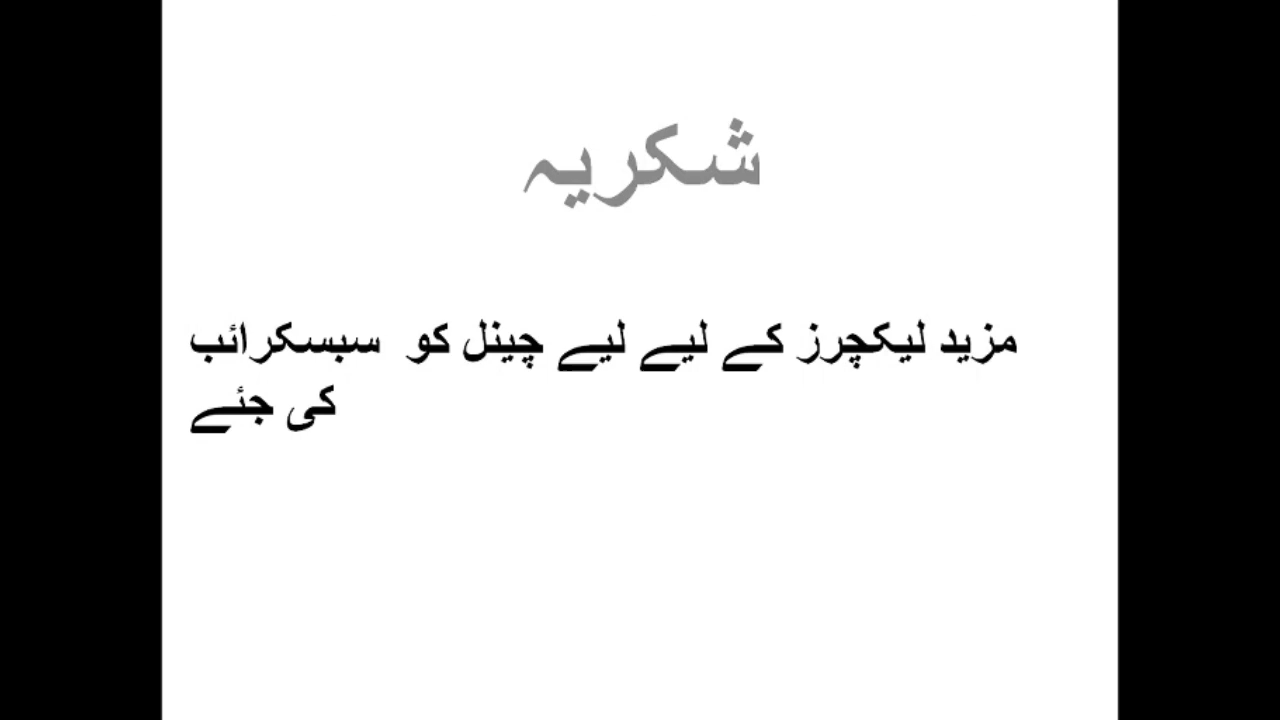 شکریہ
مزید لیکچرز کے لیے لیے چینل کو سبسکرائب
کی جئے